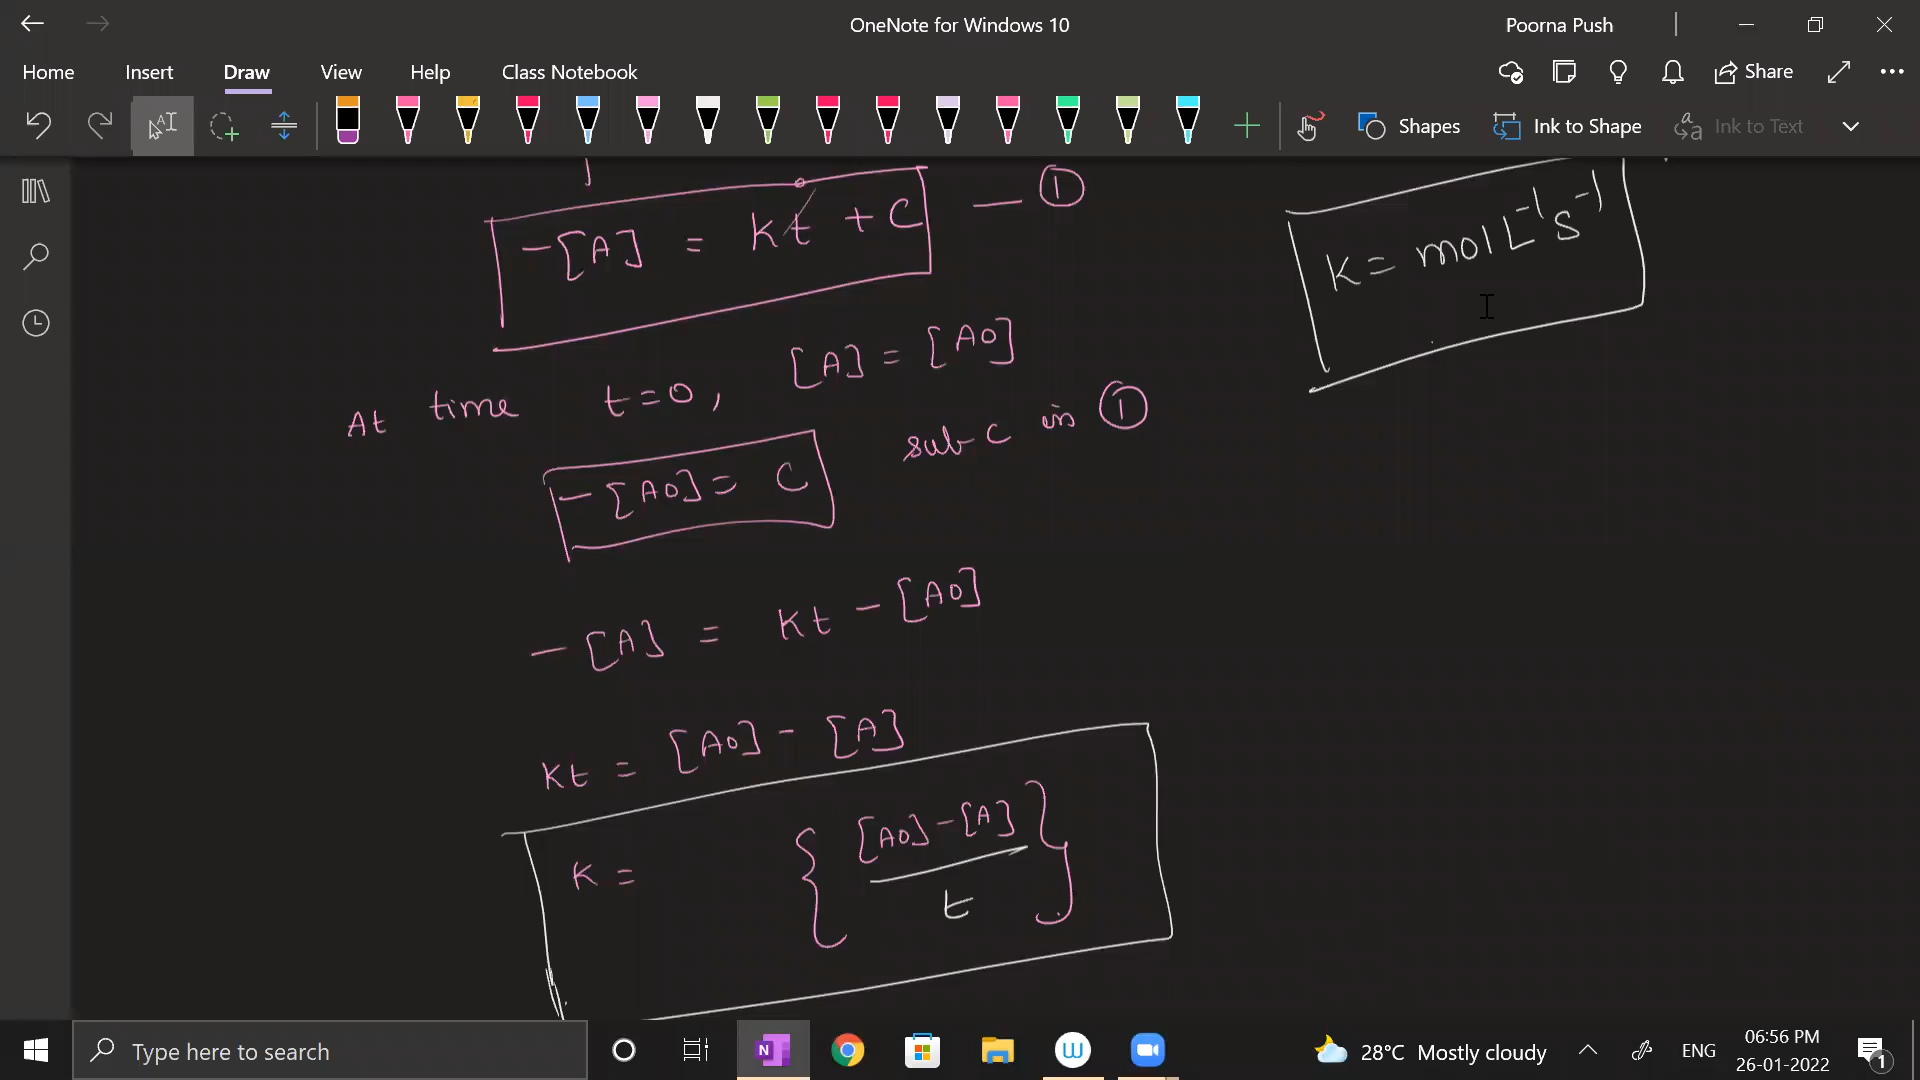 OneNote for Windows 10
Poorna Push
Home Insert Draw View Help Class Notebook
Share
Shapes Ink to Shape Ink to Text
-[A] = kt + C — ①
K = mol L⁻¹ s⁻¹
At time t=0, [A] = [A0]
-[A0] = C sub C in ①
-[A] = Kt - [A0]
Kt = [A0] - [A]
K = { [A0]-[A] / t }
Type here to search
28°C Mostly cloudy
ENG
06:56 PM
26-01-2022
1